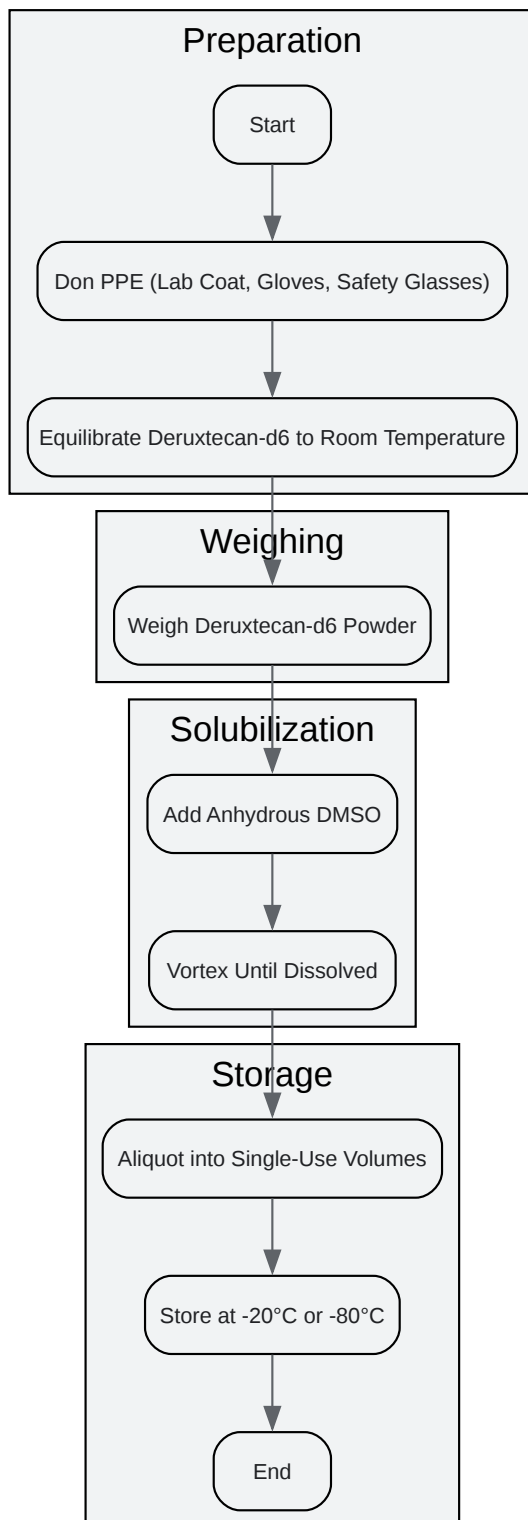 Preparation
Start
Don PPE (Lab Coat, Gloves, Safety Glasses)
Equilibrate Deruxtecan-d6 to Room Temperature
Weighing
Weigh Deruxtecan-d6 Powder
Solubilization
Add Anhydrous DMSO
Vortex Until Dissolved
Storage
Aliquot into Single-Use Volumes
Store at -20°C or -80°C
End